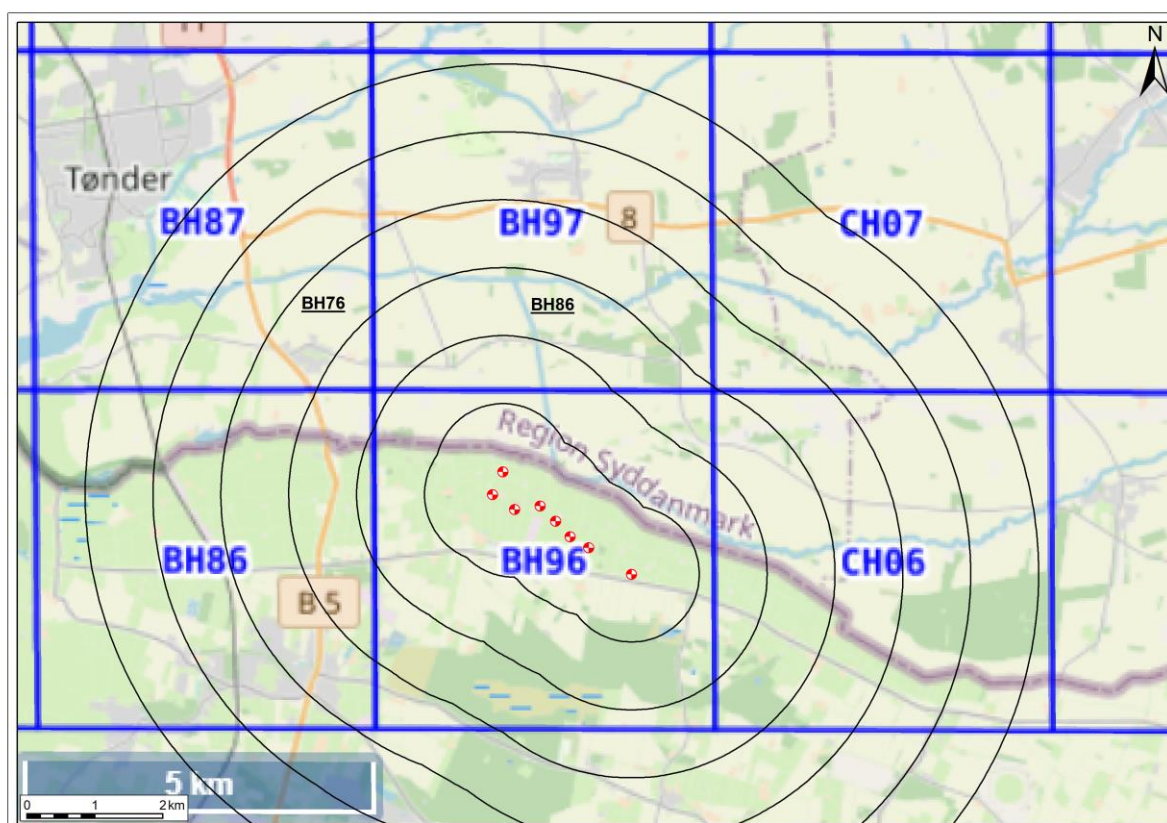 N
11
Tønder
BH87
BH97
8
CH07
BH76
BH86
Region Syddanmark
BH86
BH96
CH06
B 5
5 km
0 1 2 km